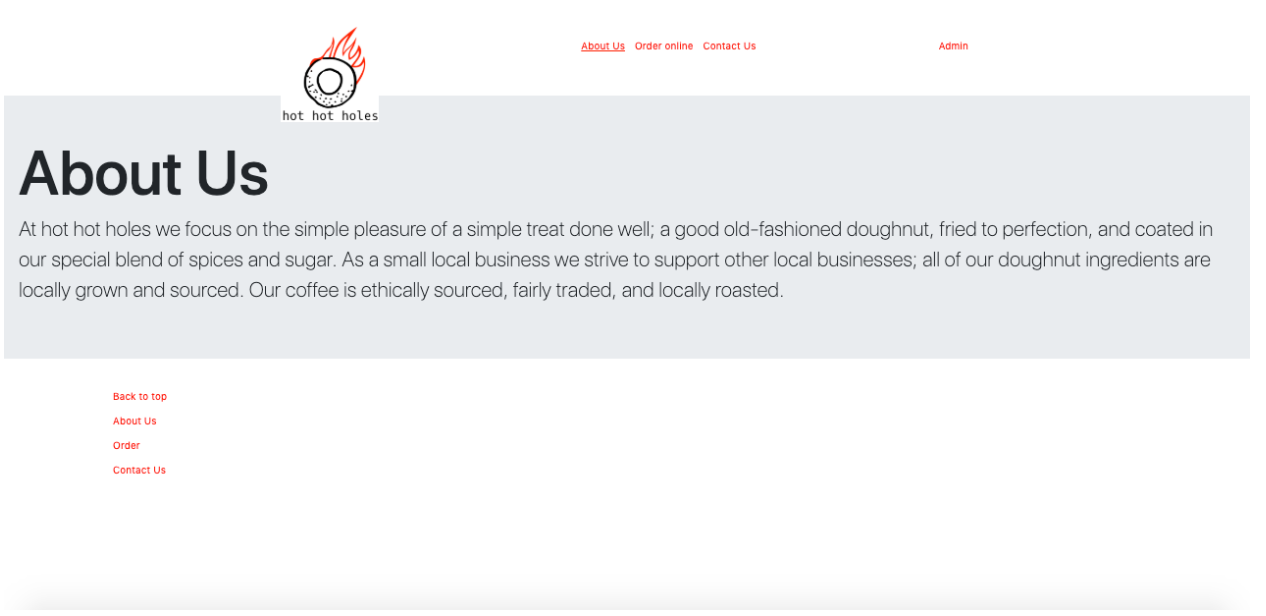 About Us Order online Contact Us Admin
hot hot holes
About Us
At hot hot holes we focus on the simple pleasure of a simple treat done well; a good old-fashioned doughnut, fried to perfection, and coated in
our special blend of spices and sugar. As a small local business we strive to support other local businesses; all of our doughnut ingredients are
locally grown and sourced. Our coffee is ethically sourced, fairly traded, and locally roasted.
Back to top
About Us
Order
Contact Us